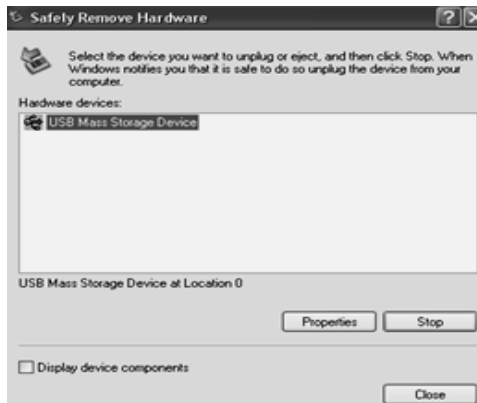 Safely Remove Hardware
Select the device you want to unplug or eject, and then click Stop. When
Windows notifies you that it is safe to do so unplug the device from your
computer.
Hardware devices:
USB Mass Storage Device
USB Mass Storage Device at Location 0
Properties
Stop
Display device components
Close